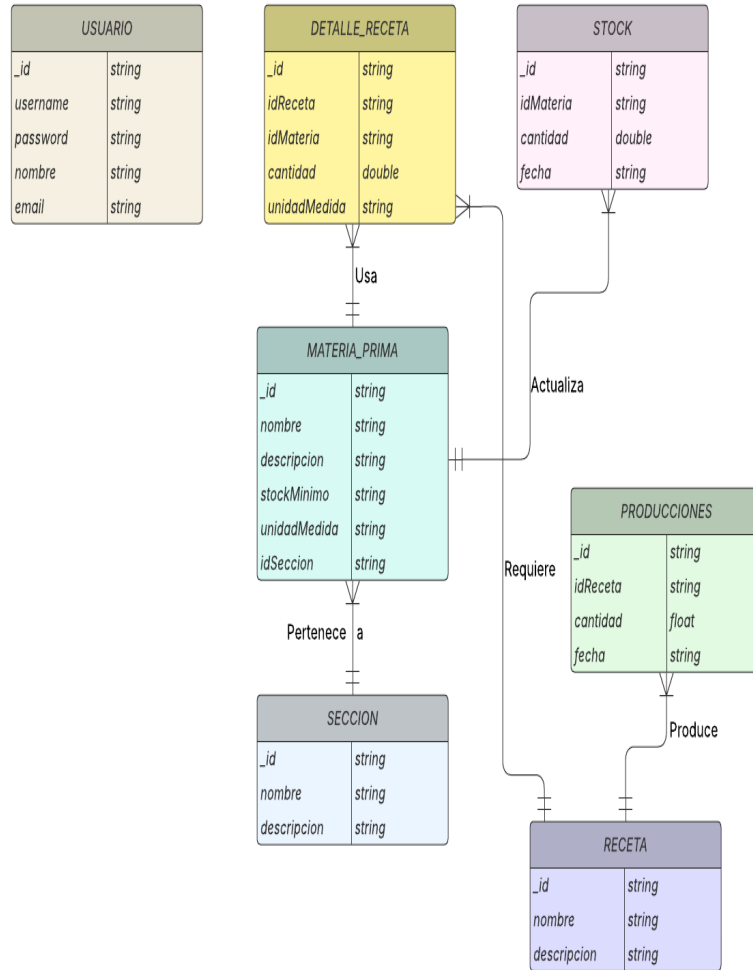 USUARIO
_id string
username string
password string
nombre string
email string
DETALLE_RECETA
_id string
idReceta string
idMateria string
cantidad double
unidadMedida string
STOCK
_id string
idMateria string
cantidad double
fecha string
Usa
MATERIA_PRIMA
_id string
nombre string
descripcion string
stockMinimo string
unidadMedida string
idSeccion string
Actualiza
Requiere
PRODUCCIONES
_id string
idReceta string
cantidad float
fecha string
Pertenece a
SECCION
_id string
nombre string
descripcion string
Produce
RECETA
_id string
nombre string
descripcion string